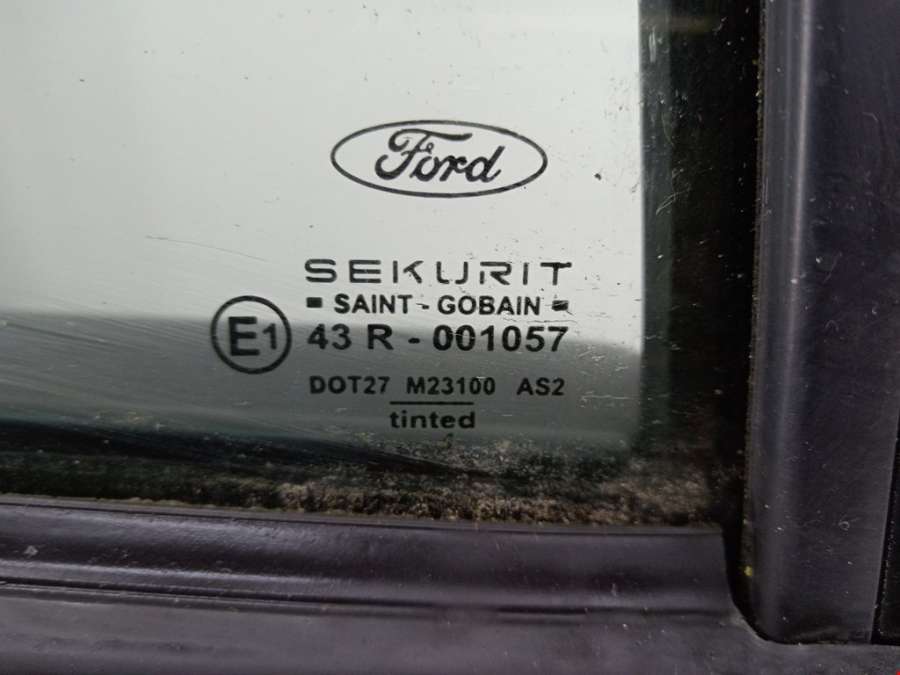 Ford
SEKURIT
SAINT - GOBAIN
E1 43 R - 001057
DOT27 M23100 AS2
tinted